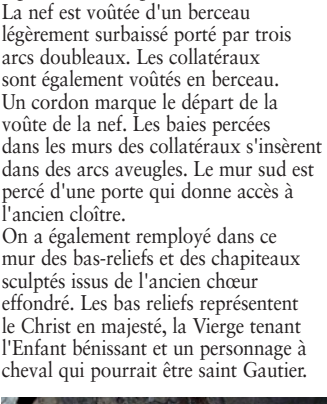 La nef est voûtée d'un berceau
légèrement surbaissé porté par trois
arcs doubleaux. Les collatéraux
sont également voûtés en berceau.
Un cordon marque le départ de la
voûte de la nef. Les baies percées
dans les murs des collatéraux s'insèrent
dans des arcs aveugles. Le mur sud est
percé d'une porte qui donne accès à
l'ancien cloître.
On a également remployé dans ce
mur des bas-reliefs et des chapiteaux
sculptés issus de l'ancien chœur
effondré. Les bas reliefs représentent
le Christ en majesté, la Vierge tenant
l'Enfant bénissant et un personnage à
cheval qui pourrait être saint Gautier.